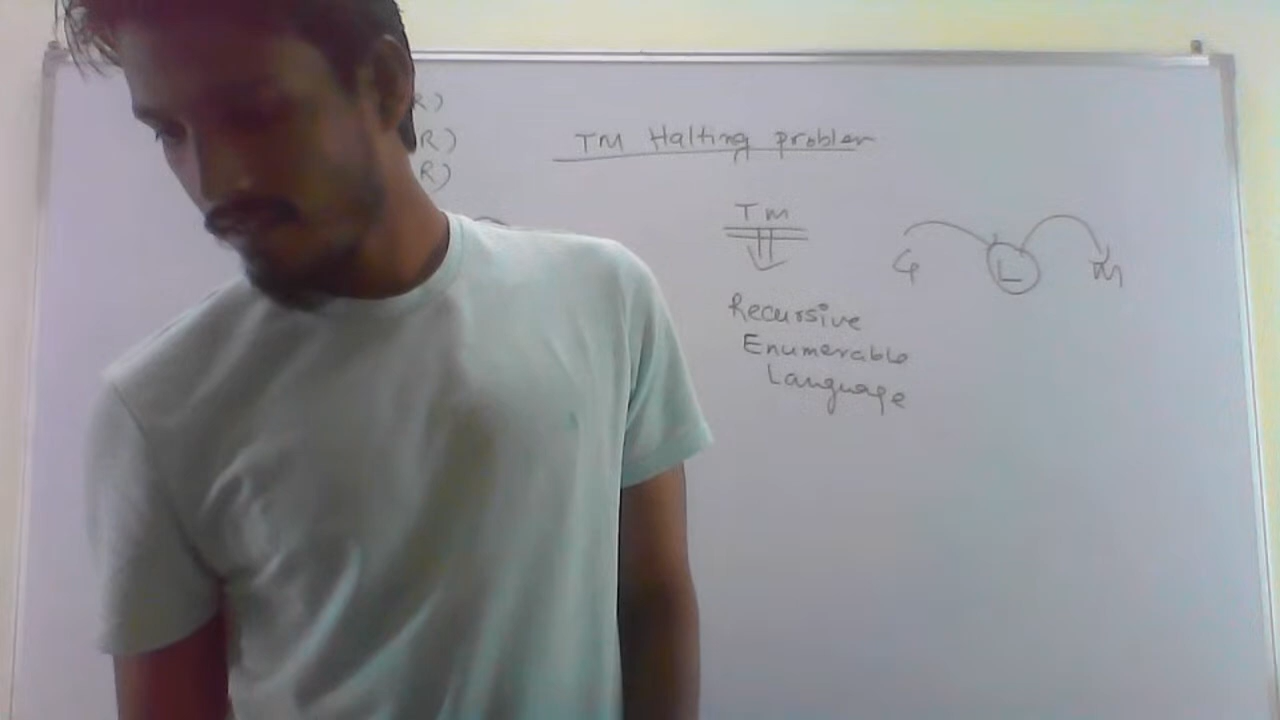 R)
R)
R)
TM Halting problem
TM
G L M
Recursive
Enumerable
Language